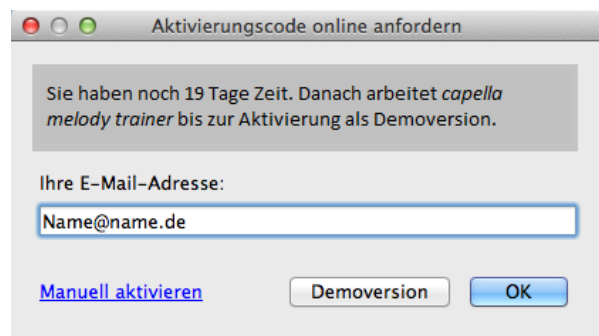 Aktivierungscode online anfordern
Sie haben noch 19 Tage Zeit. Danach arbeitet capella
melody trainer bis zur Aktivierung als Demoversion.
Ihre E-Mail-Adresse:
Name@name.de
Manuell aktivieren Demoversion OK